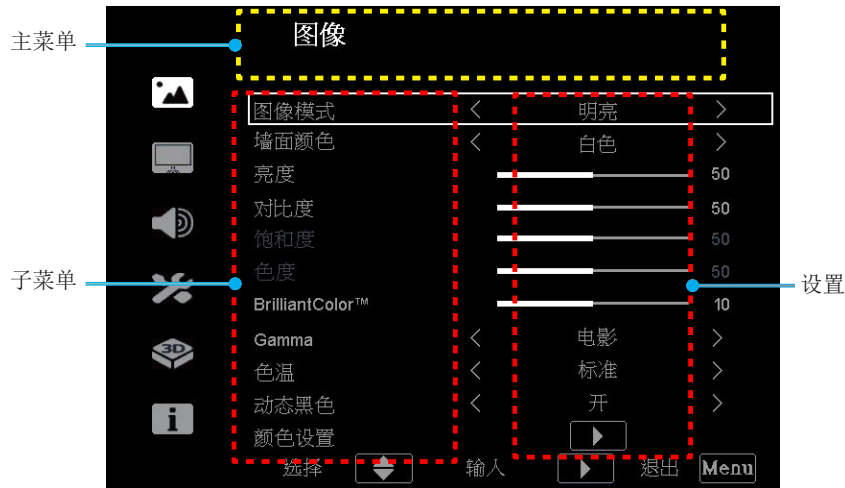 主菜单
图像
图像模式 < 明亮 >
墙面颜色 < 白色 >
亮度 50
对比度 50
饱和度 50
子菜单
色度 50
设置
BrilliantColor™ 10
Gamma < 电影 >
色温 < 标准 >
动态黑色 < 开 >
颜色设置
选择 输入 退出 Menu
3D
i